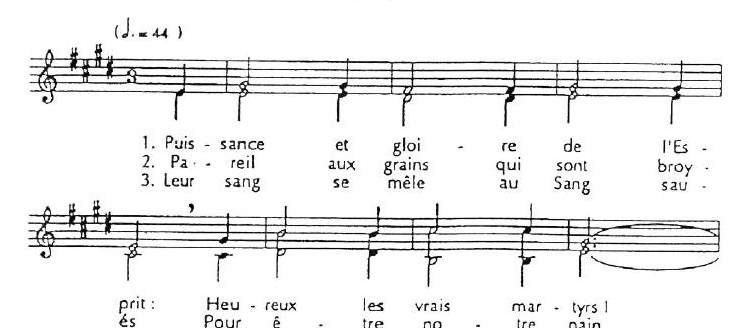 (𝅗𝅥. = 44 )
1. Puis - sance et gloi - re de l'Es -
2. Pa - reil aux grains qui sont broy -
3. Leur sang se mêle au Sang sau -
prit : Heu - reux les vrais mar - tyrs !
és Pour ê - tre no - tre pain